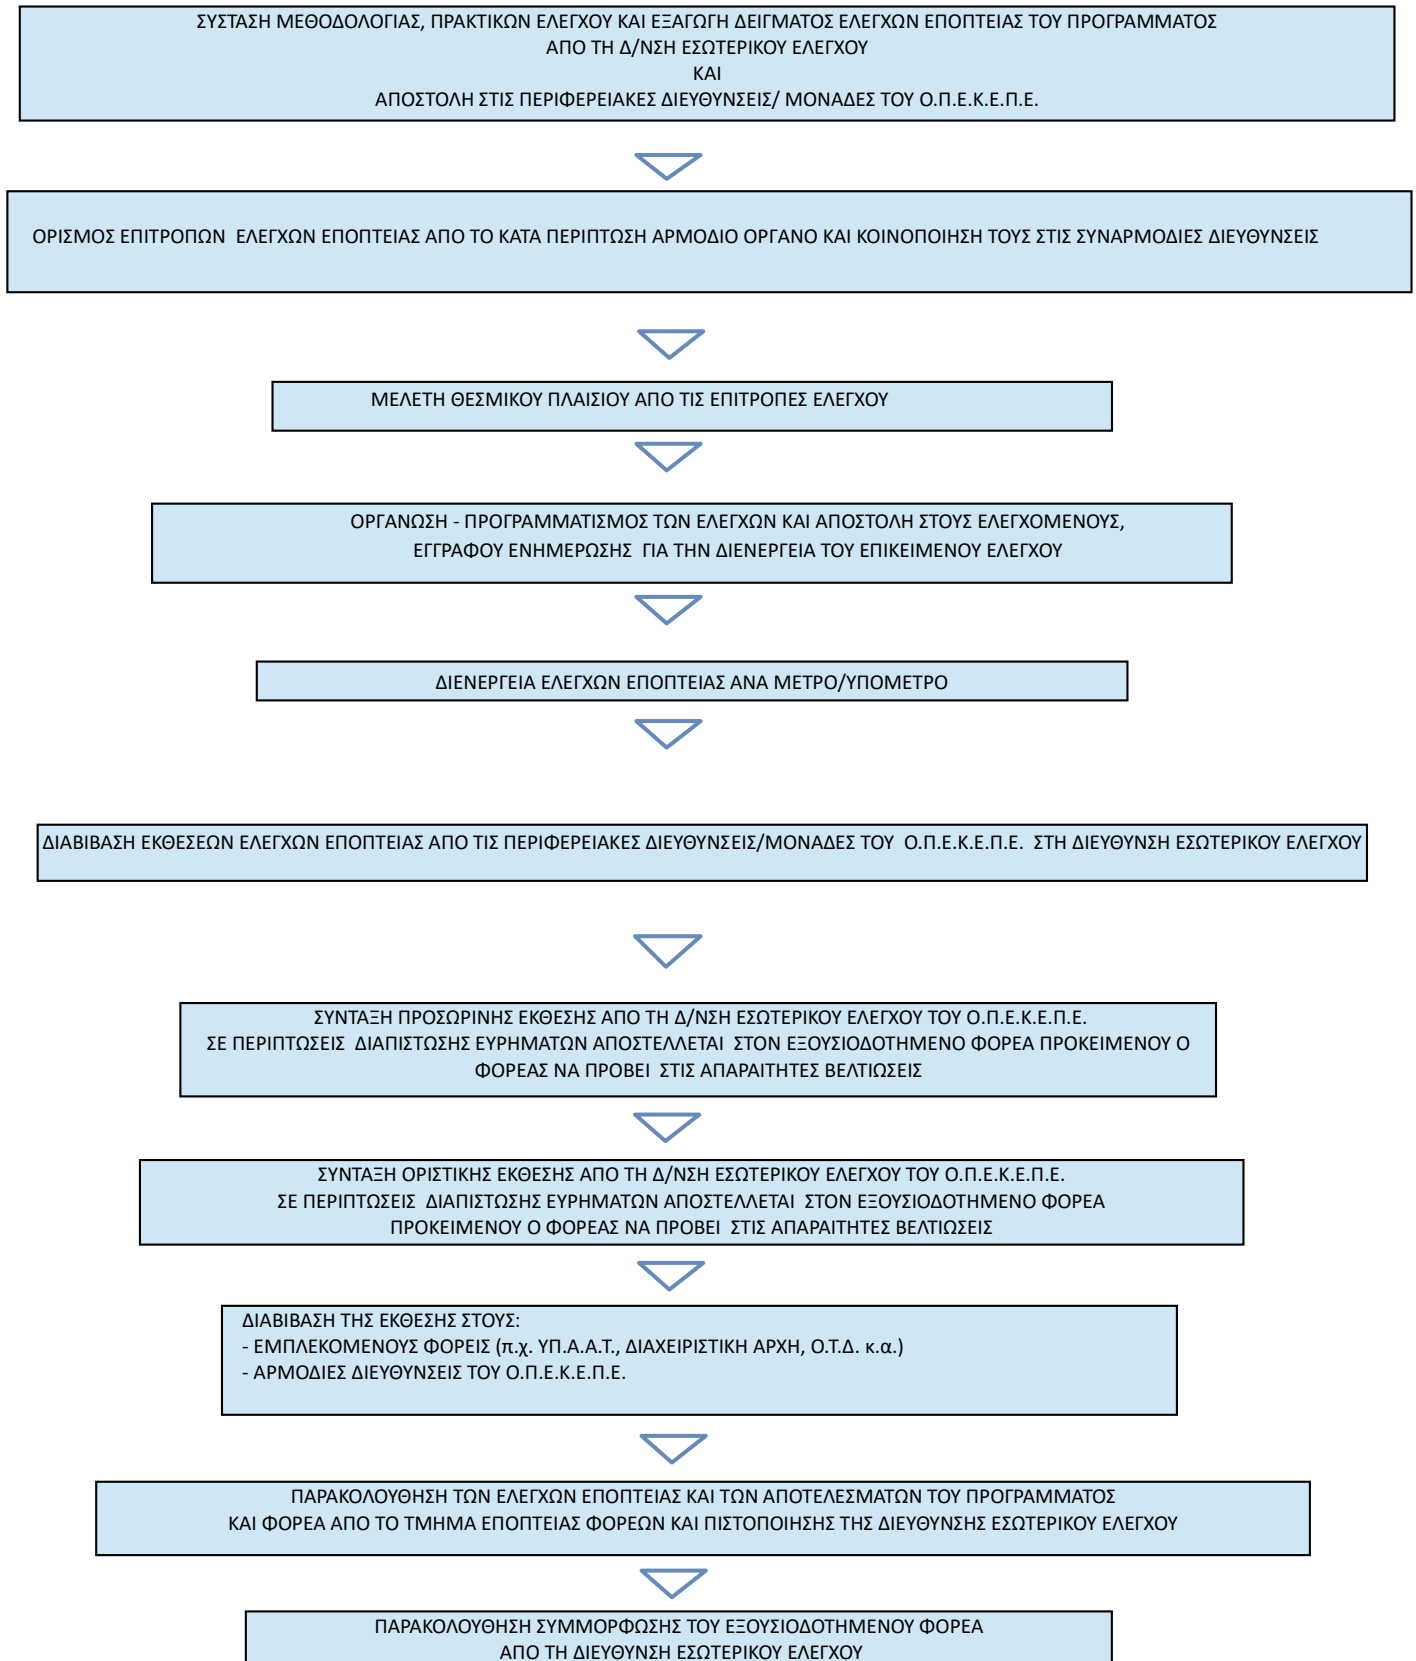 ΣΥΣΤΑΣΗ ΜΕΘΟΔΟΛΟΓΙΑΣ, ΠΡΑΚΤΙΚΩΝ ΕΛΕΓΧΟΥ ΚΑΙ ΕΞΑΓΩΓΗ ΔΕΙΓΜΑΤΟΣ ΕΛΕΓΧΩΝ ΕΠΟΠΤΕΙΑΣ ΤΟΥ ΠΡΟΓΡΑΜΜΑΤΟΣ
ΑΠΟ ΤΗ Δ/ΝΣΗ ΕΣΩΤΕΡΙΚΟΥ ΕΛΕΓΧΟΥ
ΚΑΙ
ΑΠΟΣΤΟΛΗ ΣΤΙΣ ΠΕΡΙΦΕΡΕΙΑΚΕΣ ΔΙΕΥΘΥΝΣΕΙΣ/ ΜΟΝΑΔΕΣ ΤΟΥ Ο.Π.Ε.Κ.Ε.Π.Ε.
ΟΡΙΣΜΟΣ ΕΠΙΤΡΟΠΩΝ ΕΛΕΓΧΩΝ ΕΠΟΠΤΕΙΑΣ ΑΠΟ ΤΟ ΚΑΤΑ ΠΕΡΙΠΤΩΣΗ ΑΡΜΟΔΙΟ ΟΡΓΑΝΟ ΚΑΙ ΚΟΙΝΟΠΟΙΗΣΗ ΤΟΥΣ ΣΤΙΣ ΣΥΝΑΡΜΟΔΙΕΣ ΔΙΕΥΘΥΝΣΕΙΣ
ΜΕΛΕΤΗ ΘΕΣΜΙΚΟΥ ΠΛΑΙΣΙΟΥ ΑΠΟ ΤΙΣ ΕΠΙΤΡΟΠΕΣ ΕΛΕΓΧΟΥ
ΟΡΓΑΝΩΣΗ - ΠΡΟΓΡΑΜΜΑΤΙΣΜΟΣ ΤΩΝ ΕΛΕΓΧΩΝ ΚΑΙ ΑΠΟΣΤΟΛΗ ΣΤΟΥΣ ΕΛΕΓΧΟΜΕΝΟΥΣ,
ΕΓΓΡΑΦΟΥ ΕΝΗΜΕΡΩΣΗΣ ΓΙΑ ΤΗΝ ΔΙΕΝΕΡΓΕΙΑ ΤΟΥ ΕΠΙΚΕΙΜΕΝΟΥ ΕΛΕΓΧΟΥ
ΔΙΕΝΕΡΓΕΙΑ ΕΛΕΓΧΩΝ ΕΠΟΠΤΕΙΑΣ ΑΝΑ ΜΕΤΡΟ/ΥΠΟΜΕΤΡΟ
ΔΙΑΒΙΒΑΣΗ ΕΚΘΕΣΕΩΝ ΕΛΕΓΧΩΝ ΕΠΟΠΤΕΙΑΣ ΑΠΟ ΤΙΣ ΠΕΡΙΦΕΡΕΙΑΚΕΣ ΔΙΕΥΘΥΝΣΕΙΣ/ΜΟΝΑΔΕΣ ΤΟΥ Ο.Π.Ε.Κ.Ε.Π.Ε. ΣΤΗ ΔΙΕΥΘΥΝΣΗ ΕΣΩΤΕΡΙΚΟΥ ΕΛΕΓΧΟΥ
ΣΥΝΤΑΞΗ ΠΡΟΣΩΡΙΝΗΣ ΕΚΘΕΣΗΣ ΑΠΟ ΤΗ Δ/ΝΣΗ ΕΣΩΤΕΡΙΚΟΥ ΕΛΕΓΧΟΥ ΤΟΥ Ο.Π.Ε.Κ.Ε.Π.Ε.
ΣΕ ΠΕΡΙΠΤΩΣΕΙΣ ΔΙΑΠΙΣΤΩΣΗΣ ΕΥΡΗΜΑΤΩΝ ΑΠΟΣΤΕΛΛΕΤΑΙ ΣΤΟΝ ΕΞΟΥΣΙΟΔΟΤΗΜΕΝΟ ΦΟΡΕΑ ΠΡΟΚΕΙΜΕΝΟΥ Ο
ΦΟΡΕΑΣ ΝΑ ΠΡΟΒΕΙ ΣΤΙΣ ΑΠΑΡΑΙΤΗΤΕΣ ΒΕΛΤΙΩΣΕΙΣ
ΣΥΝΤΑΞΗ ΟΡΙΣΤΙΚΗΣ ΕΚΘΕΣΗΣ ΑΠΟ ΤΗ Δ/ΝΣΗ ΕΣΩΤΕΡΙΚΟΥ ΕΛΕΓΧΟΥ ΤΟΥ Ο.Π.Ε.Κ.Ε.Π.Ε.
ΣΕ ΠΕΡΙΠΤΩΣΕΙΣ ΔΙΑΠΙΣΤΩΣΗΣ ΕΥΡΗΜΑΤΩΝ ΑΠΟΣΤΕΛΛΕΤΑΙ ΣΤΟΝ ΕΞΟΥΣΙΟΔΟΤΗΜΕΝΟ ΦΟΡΕΑ
ΠΡΟΚΕΙΜΕΝΟΥ Ο ΦΟΡΕΑΣ ΝΑ ΠΡΟΒΕΙ ΣΤΙΣ ΑΠΑΡΑΙΤΗΤΕΣ ΒΕΛΤΙΩΣΕΙΣ
ΔΙΑΒΙΒΑΣΗ ΤΗΣ ΕΚΘΕΣΗΣ ΣΤΟΥΣ:
- ΕΜΠΛΕΚΟΜΕΝΟΥΣ ΦΟΡΕΙΣ (π.χ. ΥΠ.Α.Α.Τ., ΔΙΑΧΕΙΡΙΣΤΙΚΗ ΑΡΧΗ, Ο.Τ.Δ. κ.α.)
- ΑΡΜΟΔΙΕΣ ΔΙΕΥΘΥΝΣΕΙΣ ΤΟΥ Ο.Π.Ε.Κ.Ε.Π.Ε.
ΠΑΡΑΚΟΛΟΥΘΗΣΗ ΤΩΝ ΕΛΕΓΧΩΝ ΕΠΟΠΤΕΙΑΣ ΚΑΙ ΤΩΝ ΑΠΟΤΕΛΕΣΜΑΤΩΝ ΤΟΥ ΠΡΟΓΡΑΜΜΑΤΟΣ
ΚΑΙ ΦΟΡΕΑ ΑΠΟ ΤΟ ΤΜΗΜΑ ΕΠΟΠΤΕΙΑΣ ΦΟΡΕΩΝ ΚΑΙ ΠΙΣΤΟΠΟΙΗΣΗΣ ΤΗΣ ΔΙΕΥΘΥΝΣΗΣ ΕΣΩΤΕΡΙΚΟΥ ΕΛΕΓΧΟΥ
ΠΑΡΑΚΟΛΟΥΘΗΣΗ ΣΥΜΜΟΡΦΩΣΗΣ ΤΟΥ ΕΞΟΥΣΙΟΔΟΤΗΜΕΝΟΥ ΦΟΡΕΑ
ΑΠΟ ΤΗ ΔΙΕΥΘΥΝΣΗ ΕΣΩΤΕΡΙΚΟΥ ΕΛΕΓΧΟΥ